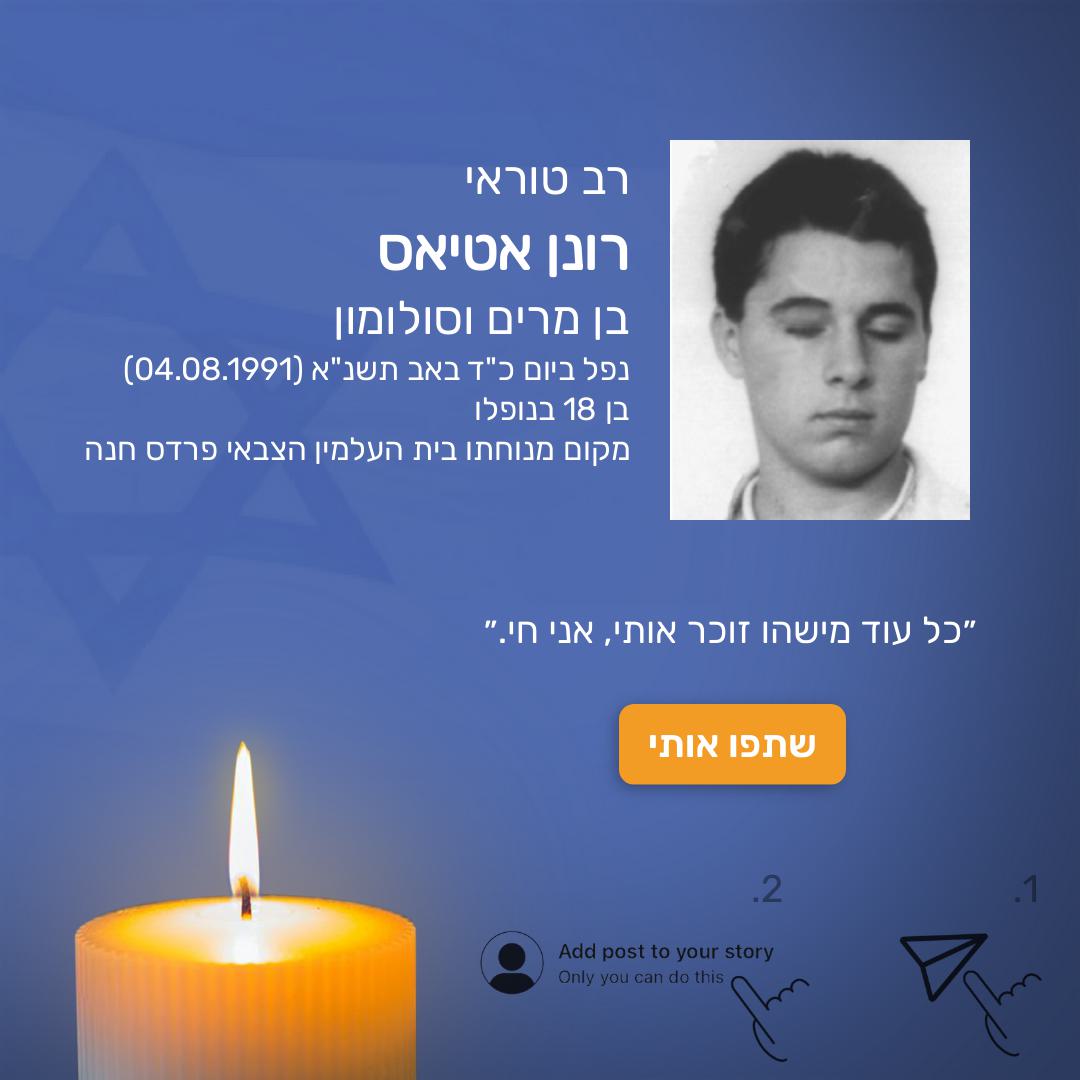 רב טוראי
רונן אטיאס
בן מרים וסולומון
נפל ביום כ"ד באב תשנ"א (04.08.1991)
בן 18 בנופלו
מקום מנוחתו בית העלמין הצבאי פרדס חנה
״כל עוד מישהו זוכר אותי, אני חי.״
שתפו אותי
1.
2.
Add post to your story
Only you can do this